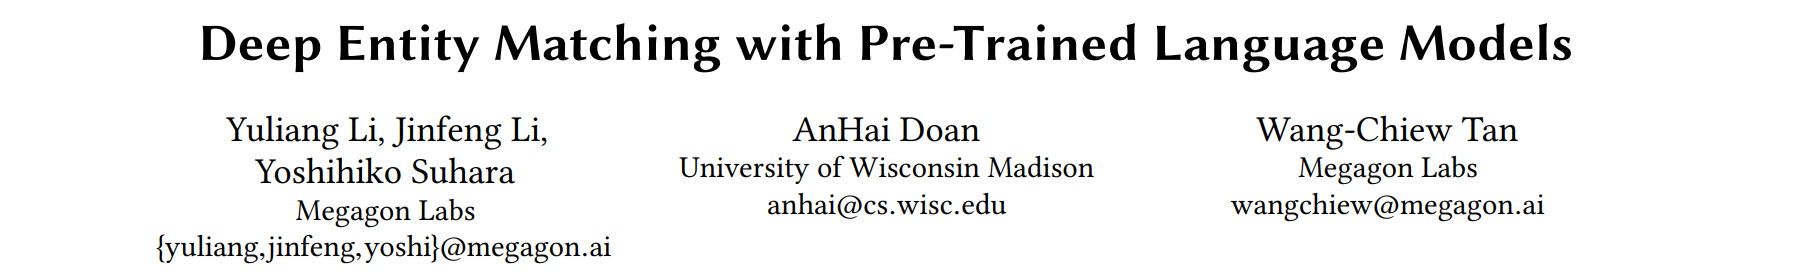 Deep Entity Matching with Pre-Trained Language Models
Yuliang Li, Jinfeng Li,
Yoshihiko Suhara
Megagon Labs
{yuliang,jinfeng,yoshi}@megagon.ai
AnHai Doan
University of Wisconsin Madison
anhai@cs.wisc.edu
Wang-Chiew Tan
Megagon Labs
wangchiew@megagon.ai